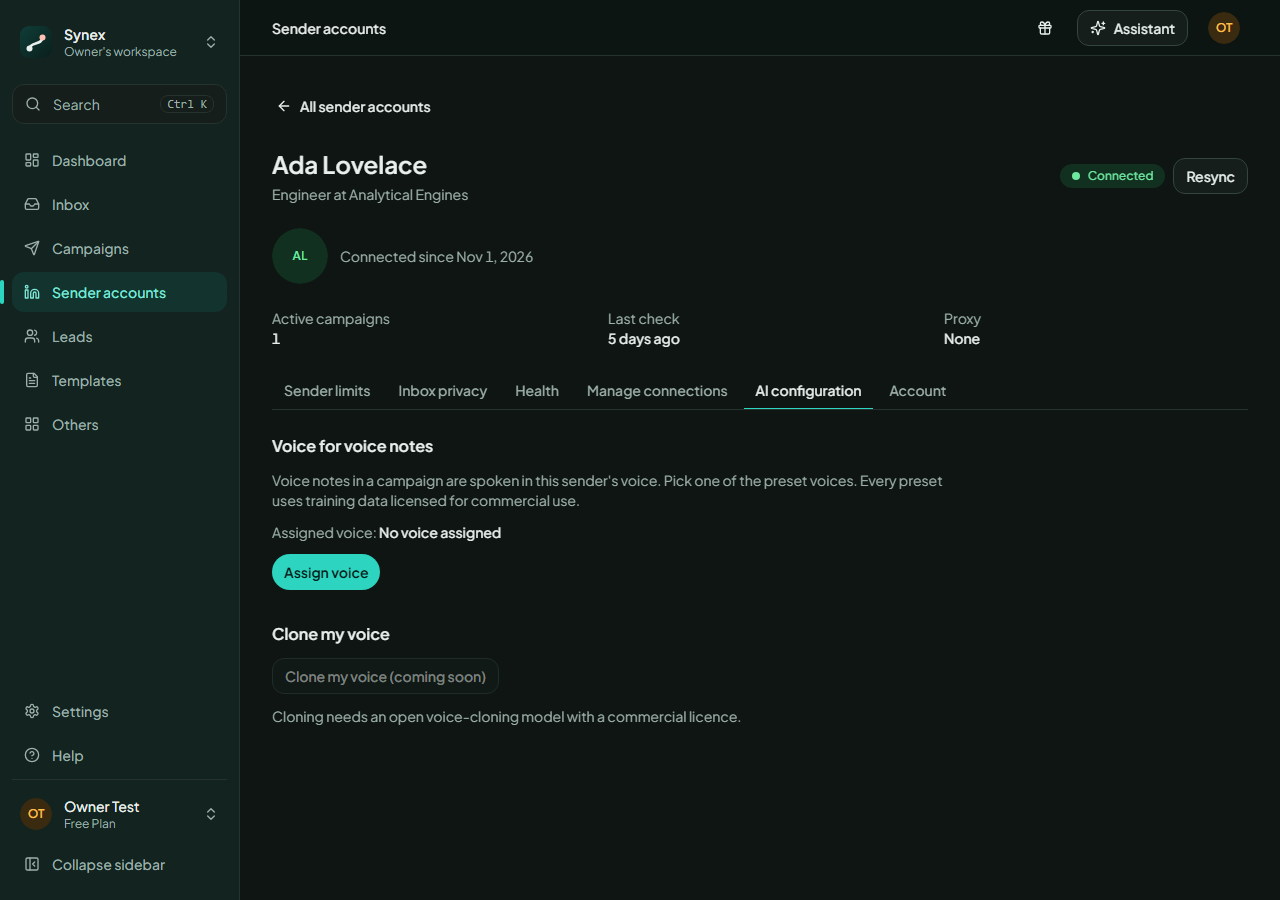 Synex
Owner's workspace
Search
Ctrl K
Dashboard
Inbox
Campaigns
Sender accounts
Leads
Templates
Others
Settings
Help
OT
Owner Test
Free Plan
Collapse sidebar
Sender accounts
Assistant
OT
All sender accounts
Ada Lovelace
Engineer at Analytical Engines
Connected
Resync
AL
Connected since Nov 1, 2026
Active campaigns
1
Last check
5 days ago
Proxy
None
Sender limits
Inbox privacy
Health
Manage connections
AI configuration
Account
Voice for voice notes
Voice notes in a campaign are spoken in this sender's voice. Pick one of the preset voices. Every preset
uses training data licensed for commercial use.
Assigned voice: No voice assigned
Assign voice
Clone my voice
Clone my voice (coming soon)
Cloning needs an open voice-cloning model with a commercial licence.